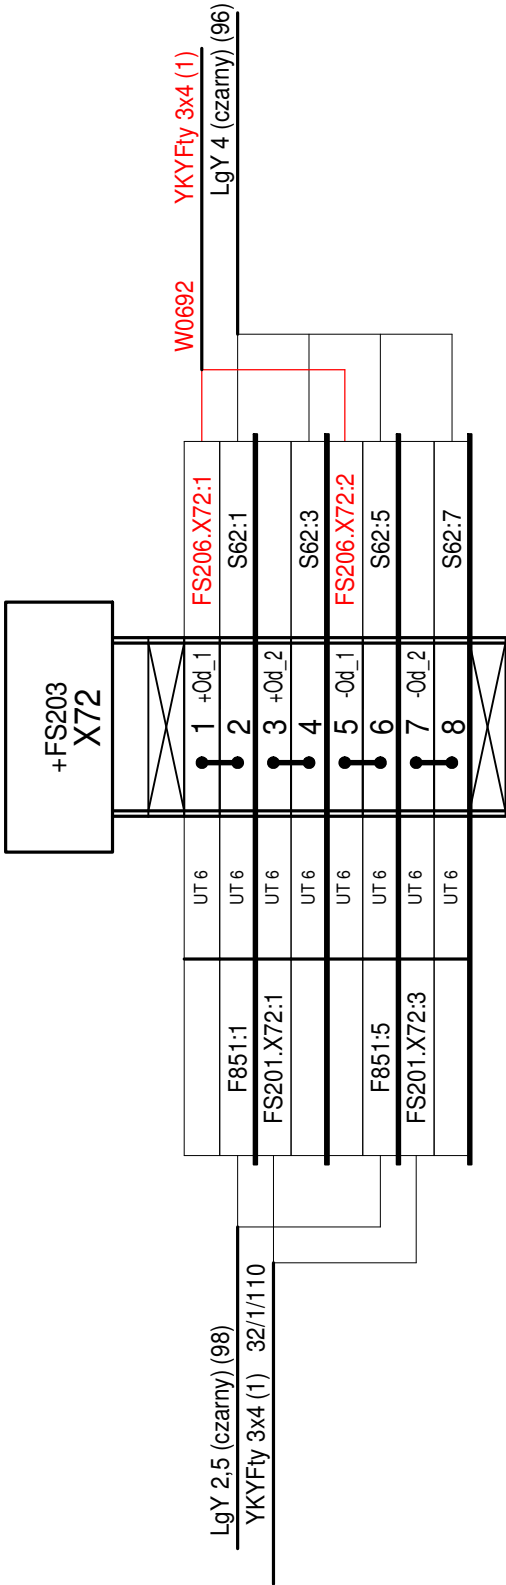 YKYFty 3x4 (1)
LgY 4 (czarny) (96)
W0692
+FS203
X72
FS206.X72:1
S62:1
S62:3
FS206.X72:2
S62:5
S62:7
1 +0d_1
2
3 +0d_2
4
5 -0d_1
6
7 -0d_2
8
UT 6
UT 6
UT 6
UT 6
UT 6
UT 6
UT 6
UT 6
F851:1
FS201.X72:1
F851:5
FS201.X72:3
LgY 2,5 (czarny) (98)
YKYFty 3x4 (1) 32/1/110